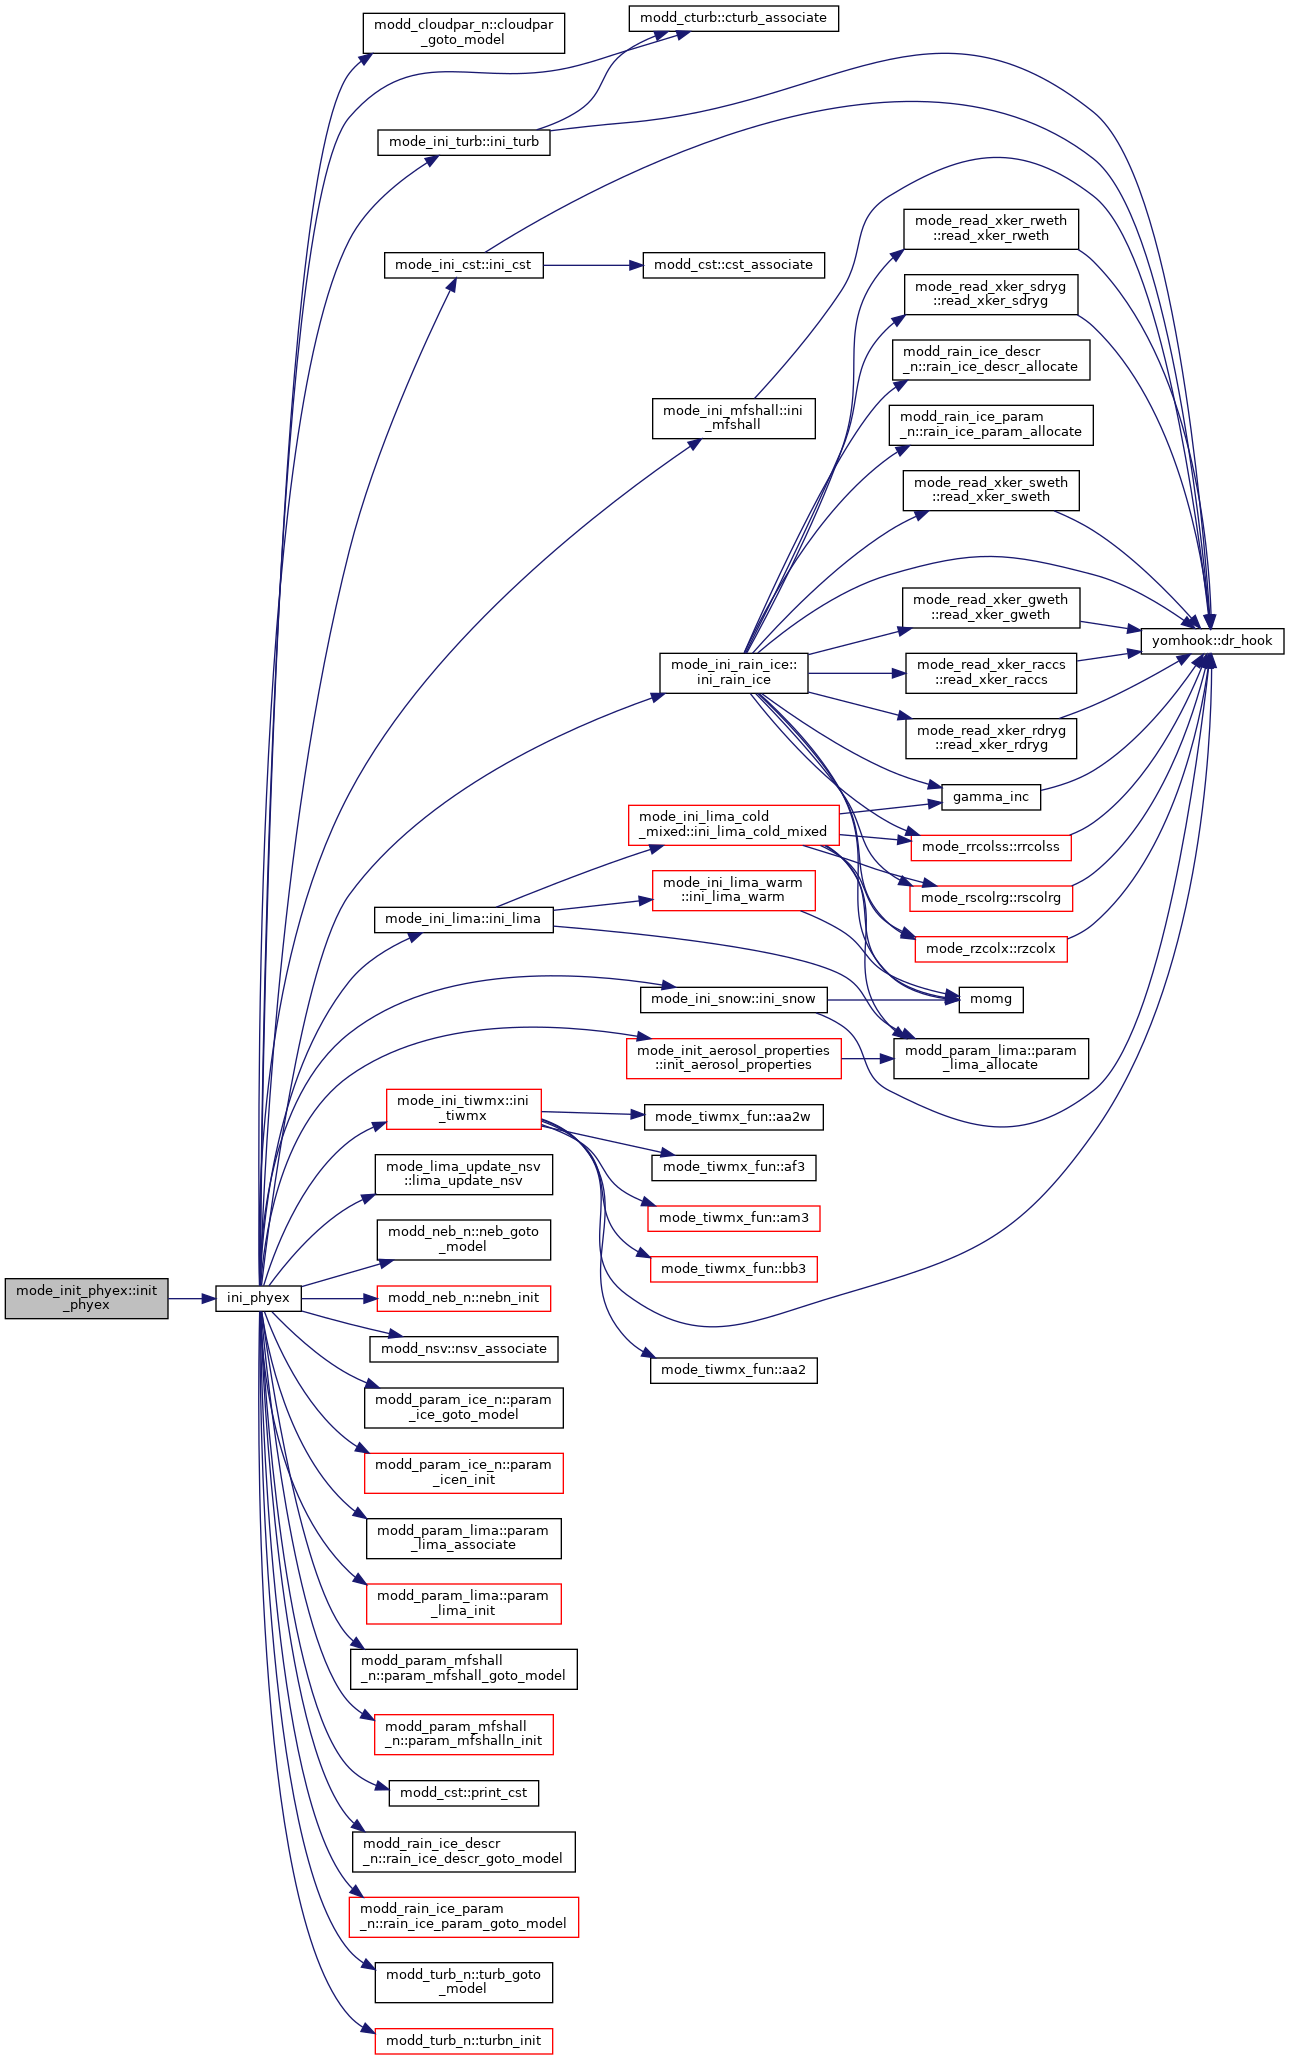 mode_init_phyex::init
_phyex
ini_phyex
modd_cloudpar_n::cloudpar
_goto_model
modd_cturb::cturb_associate
mode_ini_turb::ini_turb
mode_ini_cst::ini_cst
modd_cst::cst_associate
mode_ini_mfshall::ini
_mfshall
mode_read_xker_rweth
::read_xker_rweth
mode_read_xker_sdryg
::read_xker_sdryg
modd_rain_ice_descr
_n::rain_ice_descr_allocate
modd_rain_ice_param
_n::rain_ice_param_allocate
mode_read_xker_sweth
::read_xker_sweth
mode_read_xker_gweth
::read_xker_gweth
yomhook::dr_hook
mode_ini_rain_ice::
ini_rain_ice
mode_read_xker_raccs
::read_xker_raccs
mode_read_xker_rdryg
::read_xker_rdryg
gamma_inc
mode_ini_lima_cold
_mixed::ini_lima_cold_mixed
mode_rrcolss::rrcolss
mode_ini_lima_warm
::ini_lima_warm
mode_rscolrg::rscolrg
mode_ini_lima::ini_lima
mode_rzcolx::rzcolx
mode_ini_snow::ini_snow
momg
mode_init_aerosol_properties
::init_aerosol_properties
modd_param_lima::param
_lima_allocate
mode_ini_tiwmx::ini
_tiwmx
mode_tiwmx_fun::aa2w
mode_tiwmx_fun::af3
mode_lima_update_nsv
::lima_update_nsv
mode_tiwmx_fun::am3
modd_neb_n::neb_goto
_model
mode_tiwmx_fun::bb3
modd_neb_n::nebn_init
modd_nsv::nsv_associate
mode_tiwmx_fun::aa2
modd_param_ice_n::param
_ice_goto_model
modd_param_ice_n::param
_icen_init
modd_param_lima::param
_lima_associate
modd_param_lima::param
_lima_init
modd_param_mfshall
_n::param_mfshall_goto_model
modd_param_mfshall
_n::param_mfshalln_init
modd_cst::print_cst
modd_rain_ice_descr
_n::rain_ice_descr_goto_model
modd_rain_ice_param
_n::rain_ice_param_goto_model
modd_turb_n::turb_goto
_model
modd_turb_n::turbn_init